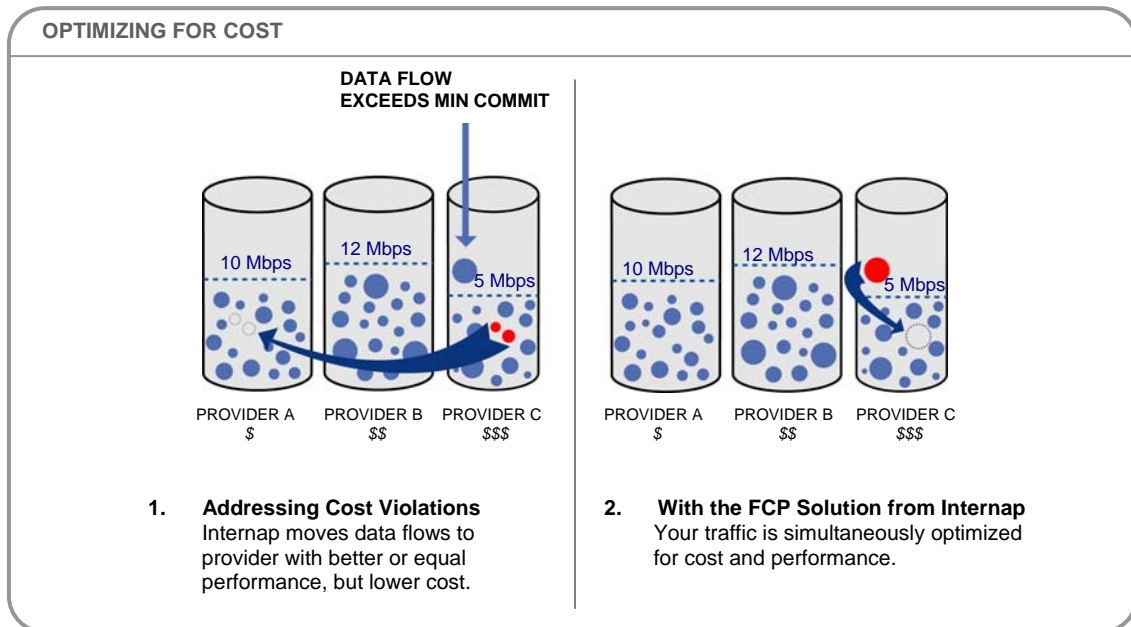 OPTIMIZING FOR COST
DATA FLOW
EXCEEDS MIN COMMIT
10 Mbps
12 Mbps
5 Mbps
PROVIDER A
$
PROVIDER B
$$
PROVIDER C
$$$
1. Addressing Cost Violations
Internap moves data flows to
provider with better or equal
performance, but lower cost.
10 Mbps
12 Mbps
5 Mbps
PROVIDER A
$
PROVIDER B
$$
PROVIDER C
$$$
2. With the FCP Solution from Internap
Your traffic is simultaneously optimized
for cost and performance.